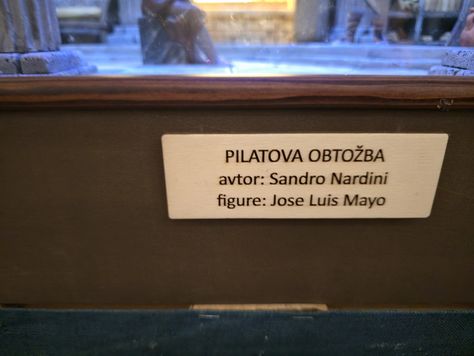 PILATOVA OBTOŽBA
avtor: Sandro Nardini
figure: Jose Luis Mayo